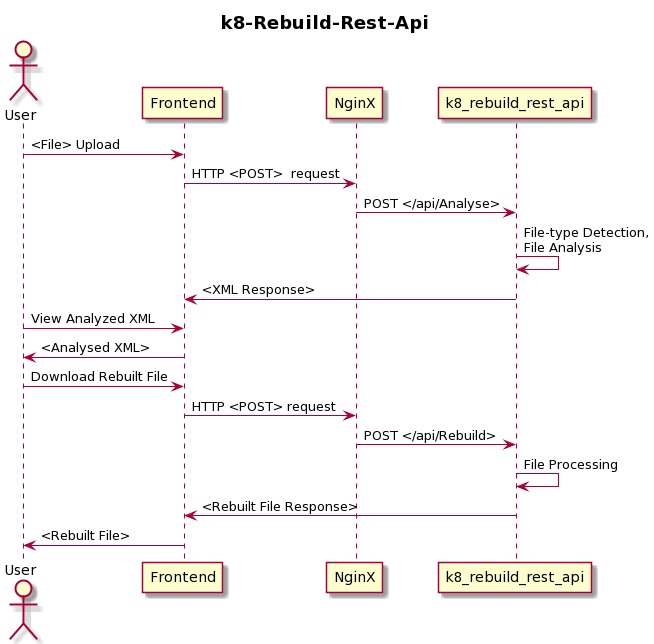 k8-Rebuild-Rest-Api
User
Frontend
NginX
k8_rebuild_rest_api
<File> Upload
HTTP <POST>  request
POST </api/Analyse>
File-type Detection,
File Analysis
<XML Response>
View Analyzed XML
<Analysed XML>
Download Rebuilt File
HTTP <POST> request
POST </api/Rebuild>
File Processing
<Rebuilt File Response>
<Rebuilt File>
User
Frontend
NginX
k8_rebuild_rest_api